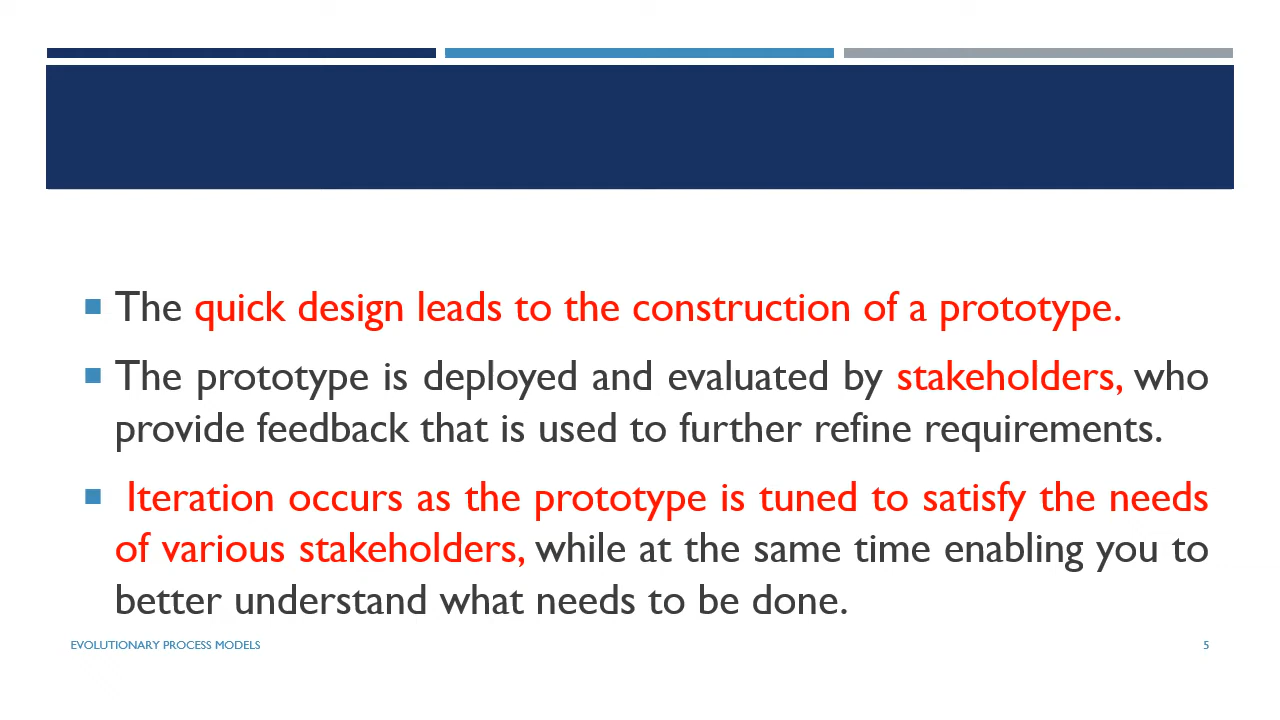 The quick design leads to the construction of a prototype.
The prototype is deployed and evaluated by stakeholders, who
provide feedback that is used to further refine requirements.
Iteration occurs as the prototype is tuned to satisfy the needs
of various stakeholders, while at the same time enabling you to
better understand what needs to be done.
EVOLUTIONARY PROCESS MODELS
5